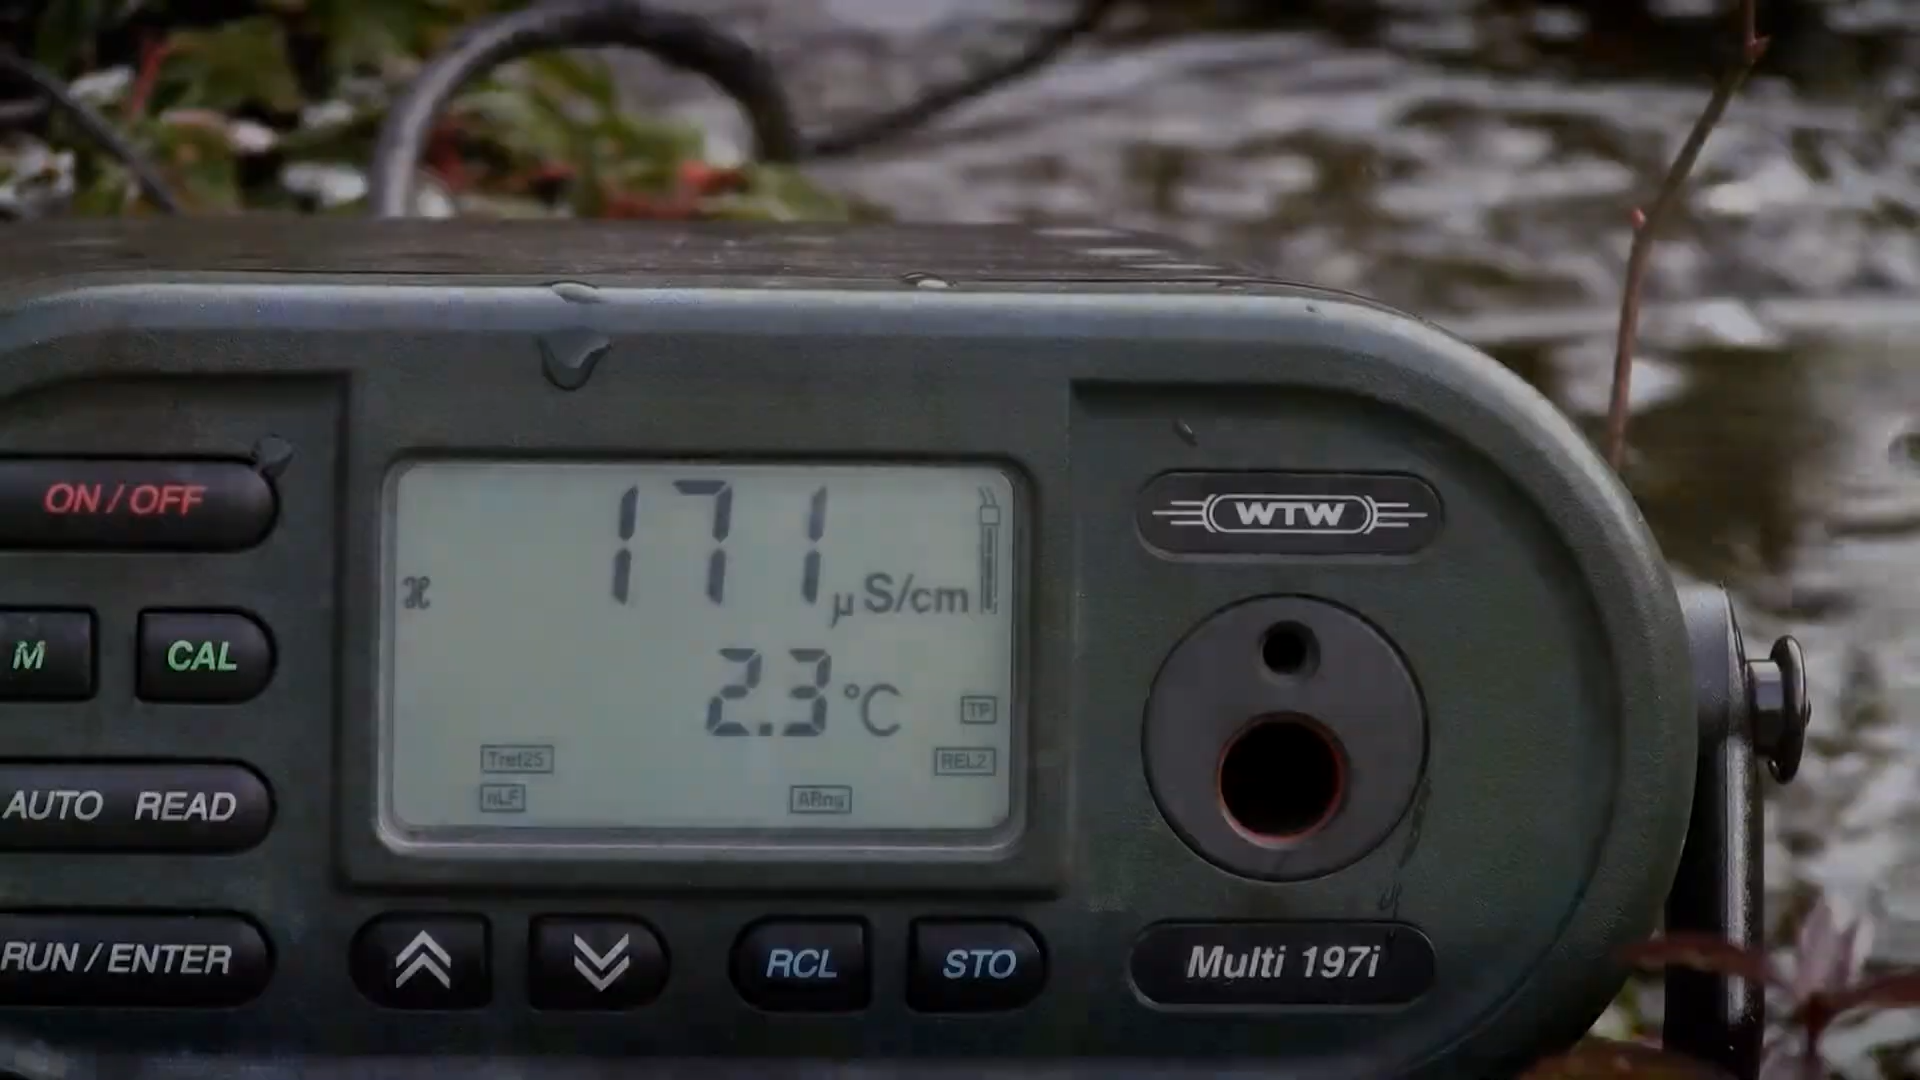 ON / OFF
M
CAL
AUTO READ
RUN / ENTER
171
µS/cm
2.3 °C
TP
Tref25
REL2
nLF
ARng
RCL
STO
WTW
Multi 197i